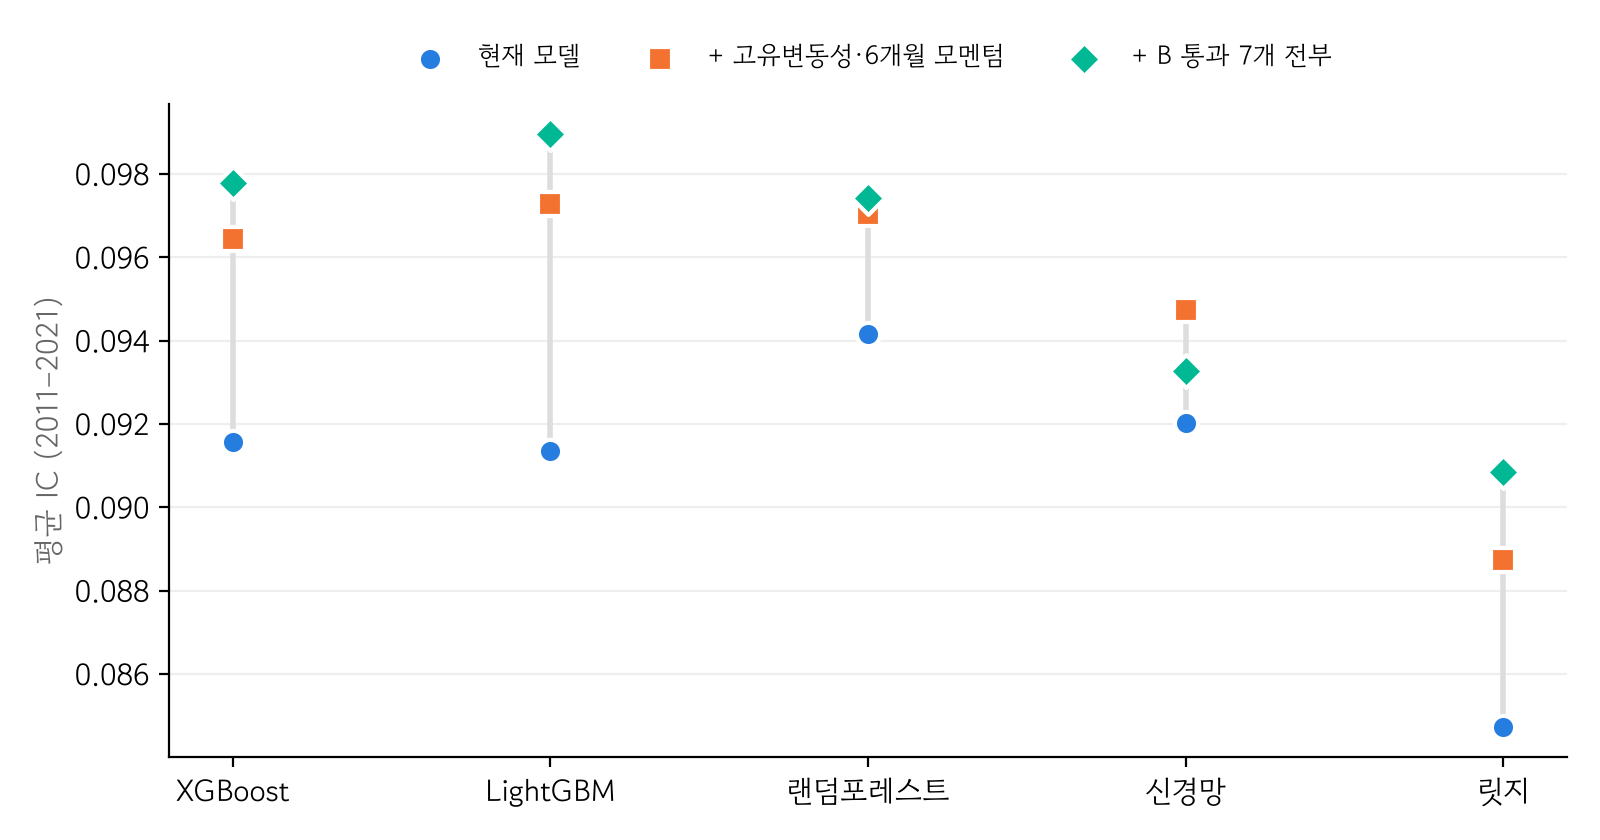 현재 모델
+ 고유변동성·6개월 모멘텀
+ B 통과 7개 전부
평균 IC (2011–2021)
0.098
0.096
0.094
0.092
0.090
0.088
0.086
XGBoost
LightGBM
랜덤포레스트
신경망
릿지